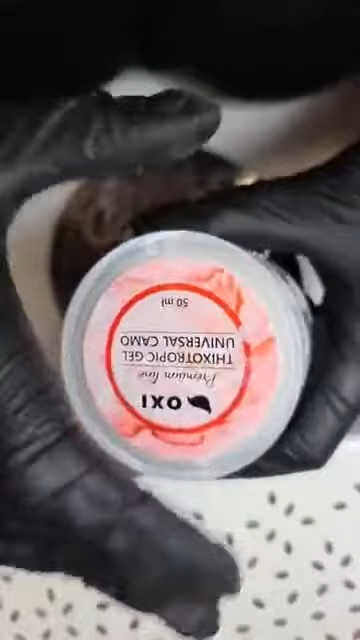 OXI
Premium line
THIXOTROPIC GEL
UNIVERSAL CAMO
50 ml